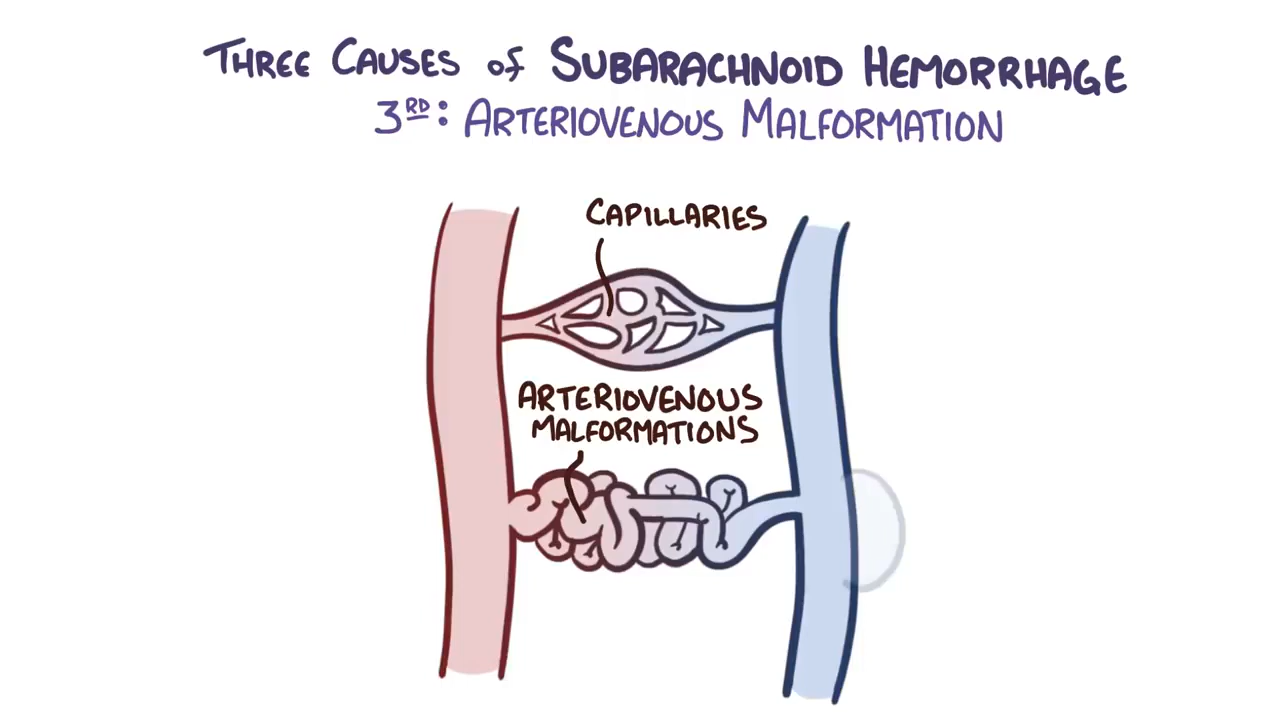 THREE CAUSES of SUBARACHNOID HEMORRHAGE
3RD: ARTERIOVENOUS MALFORMATION
CAPILLARIES
ARTERIOVENOUS
MALFORMATIONS